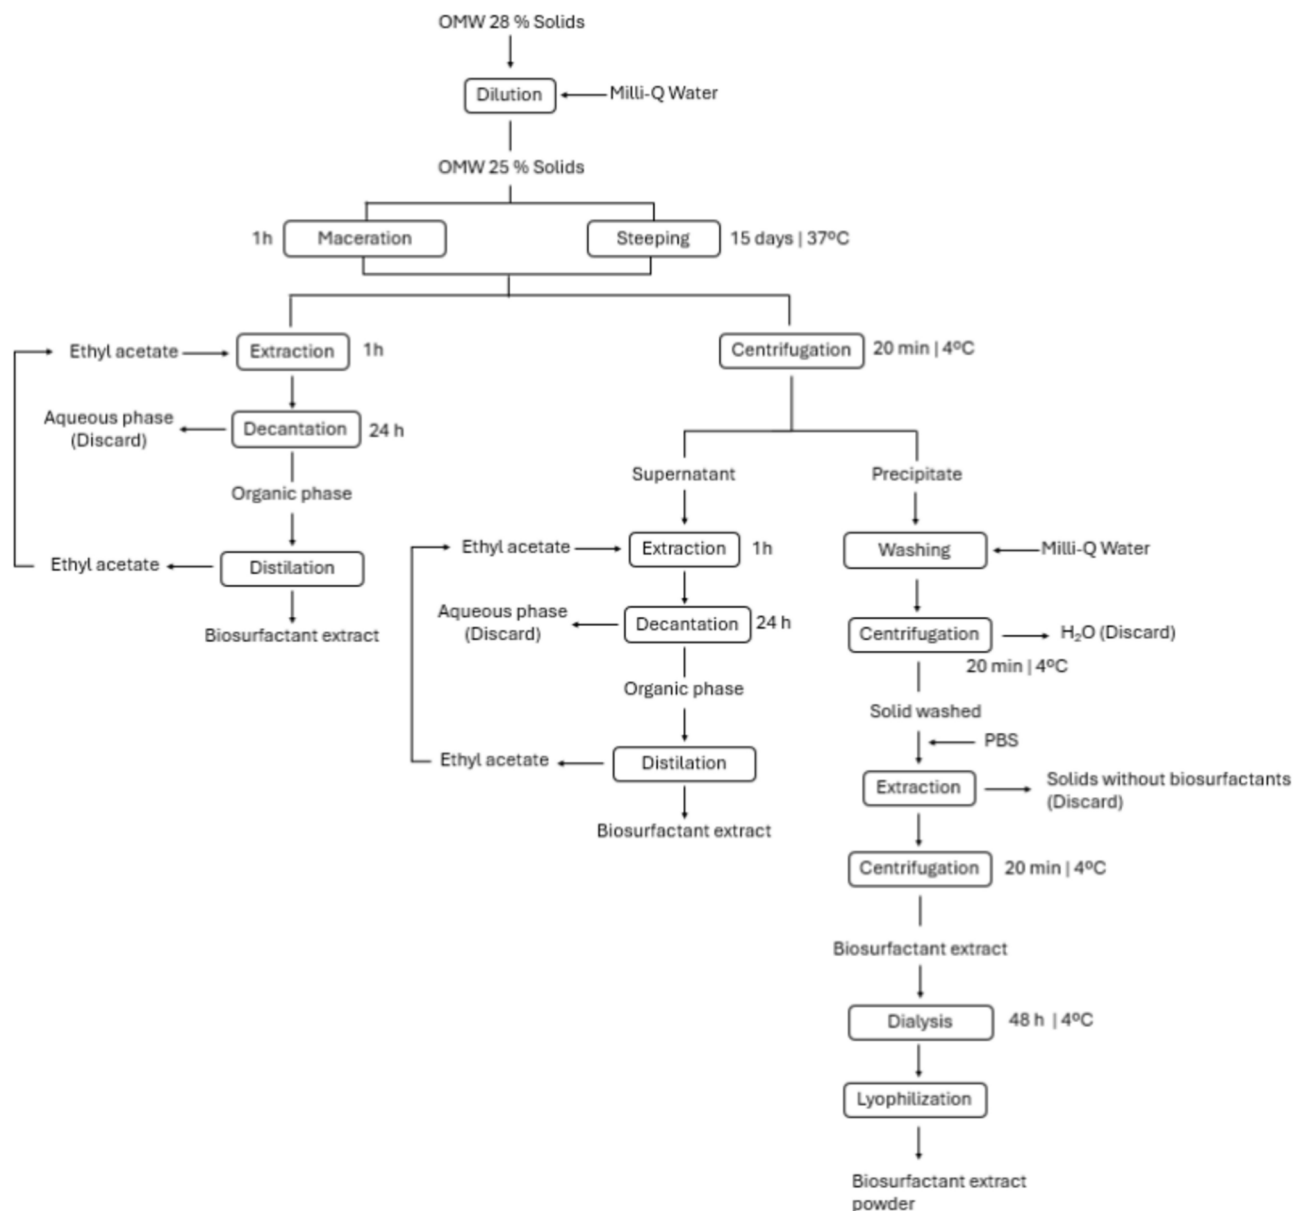 OMW 28 % Solids
Dilution
Milli-Q Water
OMW 25 % Solids
1h
Maceration
Steeping
15 days | 37ºC
Ethyl acetate
Extraction
1h
Aqueous phase
(Discard)
Decantation
24 h
Organic phase
Ethyl acetate
Distilation
Biosurfactant extract
Centrifugation
20 min | 4ºC
Supernatant
Ethyl acetate
Extraction
1h
Aqueous phase
(Discard)
Decantation
24 h
Organic phase
Ethyl acetate
Distilation
Biosurfactant extract
Precipitate
Washing
Milli-Q Water
Centrifugation
H₂O (Discard)
20 min | 4ºC
Solid washed
PBS
Extraction
Solids without biosurfactants
(Discard)
Centrifugation
20 min | 4ºC
Biosurfactant extract
Dialysis
48 h | 4ºC
Lyophilization
Biosurfactant extract
powder